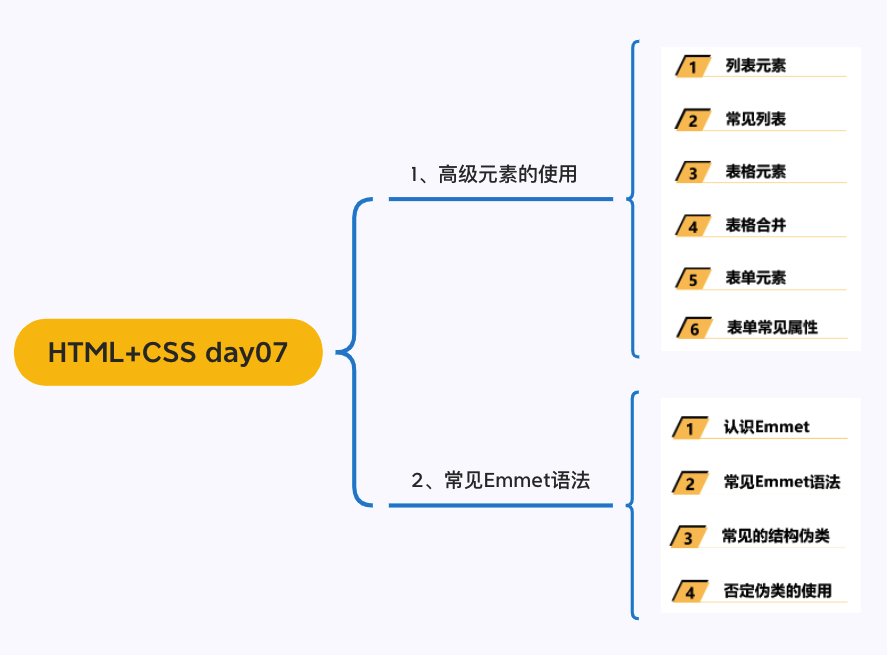 HTML+CSS day07
1、高级元素的使用
1 列表元素
2 常见列表
3 表格元素
4 表格合并
5 表单元素
6 表单常见属性
2、常见Emmet语法
1 认识Emmet
2 常见Emmet语法
3 常见的结构伪类
4 否定伪类的使用